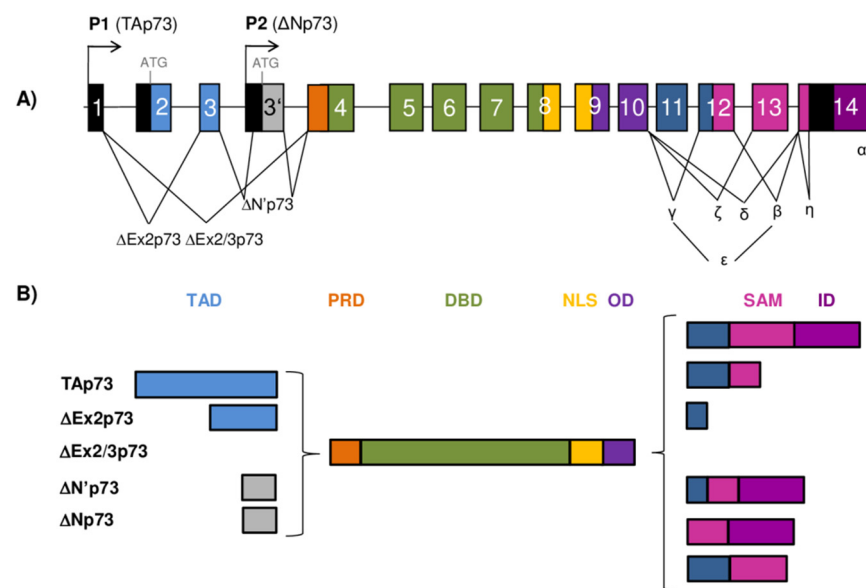 P1 (TAp73) P2 (ΔNp73)
ATG ATG
A)
1 2 3 3' 4 5 6 7 8 9 10 11 12 13 14
α
ΔN'p73 γ ζ δ β η
ΔEx2p73 ΔEx2/3p73
ε
B)
TAD PRD DBD NLS OD SAM ID
TAp73
ΔEx2p73
ΔEx2/3p73
ΔN'p73
ΔNp73